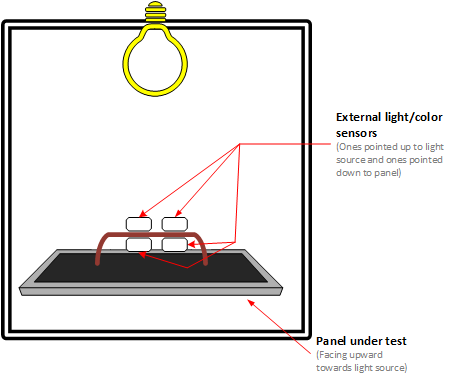 External light/color
sensors
(Ones pointed up to light
source and ones pointed
down to panel)
Panel under test
(Facing upward
towards light source)